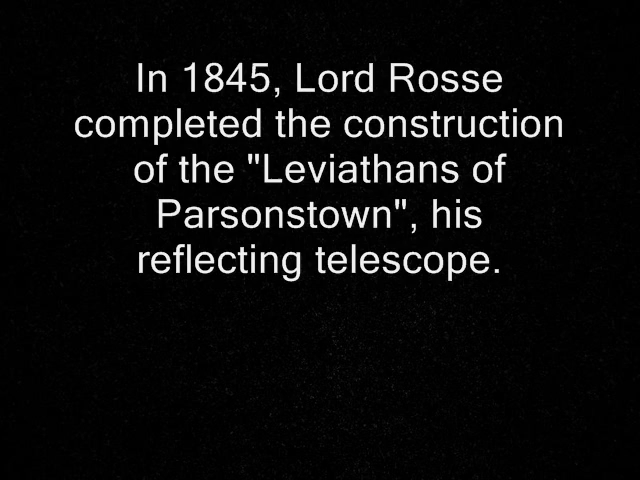 In 1845, Lord Rosse
completed the construction
of the "Leviathans of
Parsonstown", his
reflecting telescope.